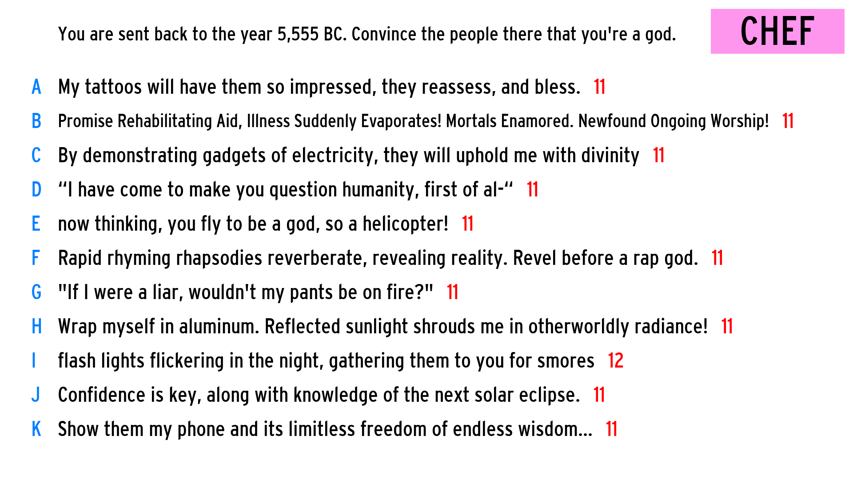 You are sent back to the year 5,555 BC. Convince the people there that you're a god.
CHEF
A My tattoos will have them so impressed, they reassess, and bless. 11
B Promise Rehabilitating Aid, Illness Suddenly Evaporates! Mortals Enamored. Newfound Ongoing Worship! 11
C By demonstrating gadgets of electricity, they will uphold me with divinity 11
D “I have come to make you question humanity, first of al-“ 11
E now thinking, you fly to be a god, so a helicopter! 11
F Rapid rhyming rhapsodies reverberate, revealing reality. Revel before a rap god. 11
G "If I were a liar, wouldn't my pants be on fire?" 11
H Wrap myself in aluminum. Reflected sunlight shrouds me in otherworldly radiance! 11
I flash lights flickering in the night, gathering them to you for smores 12
J Confidence is key, along with knowledge of the next solar eclipse. 11
K Show them my phone and its limitless freedom of endless wisdom... 11